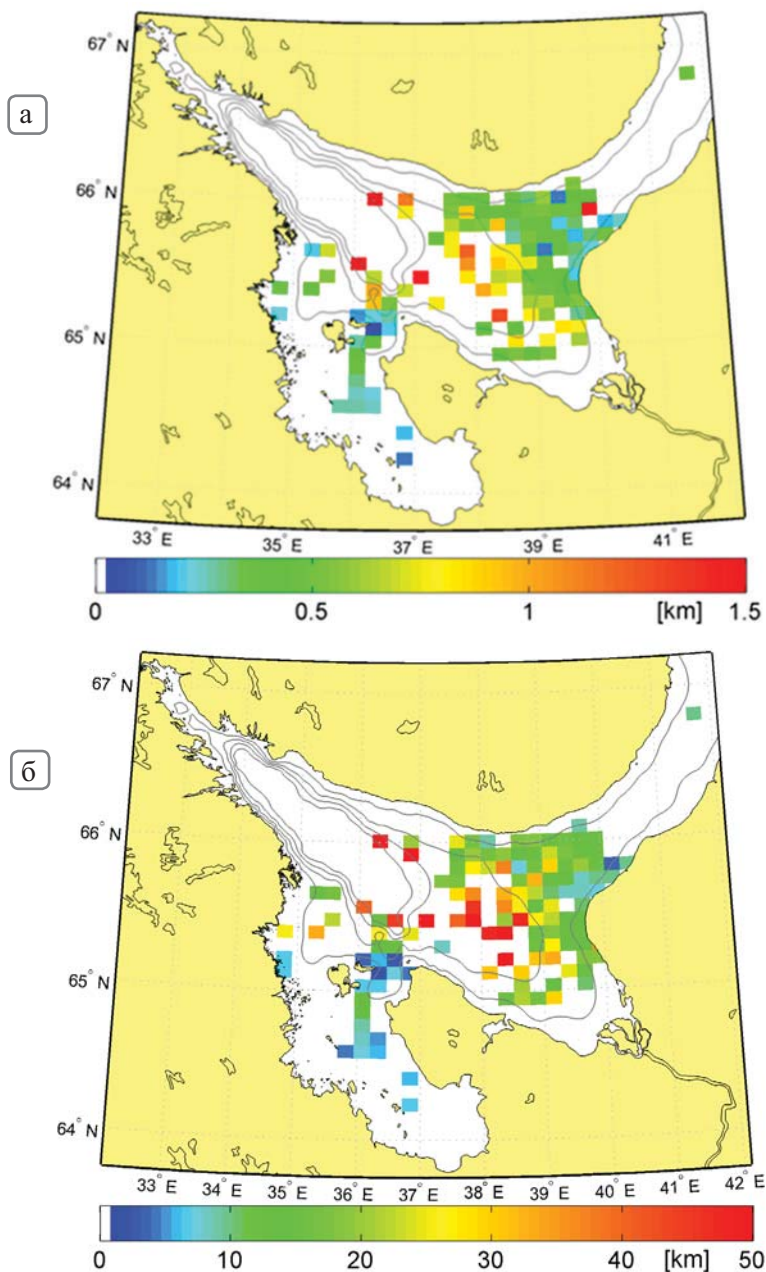 а
67° N
66° N
65° N
64° N
33° E 35° E 37° E 39° E 41° E
0 0.5 1 [km] 1.5
б
67° N
66° N
65° N
64° N
33° E 34° E 35° E 36° E 37° E 38° E 39° E 40° E 41° E 42° E
0 10 20 30 40 [km] 50